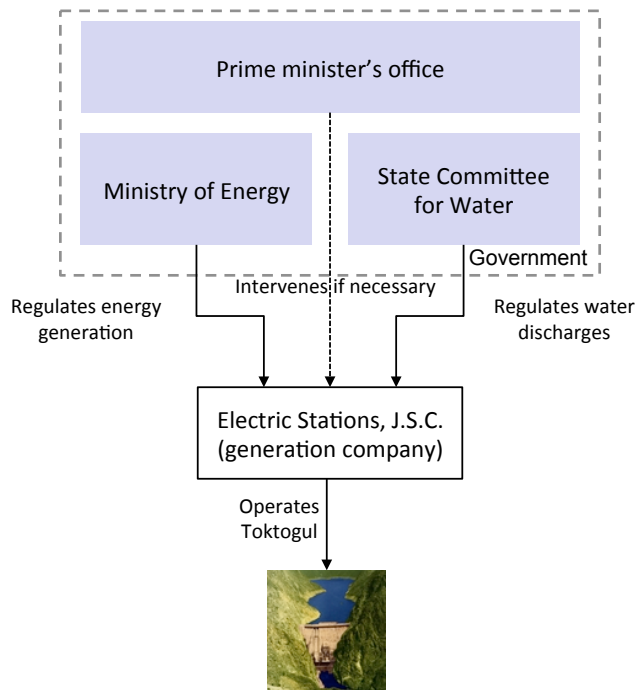 Prime minister's office
Ministry of Energy
State Committee
for Water
Government
Intervenes if necessary
Regulates energy
generation
Regulates water
discharges
Electric Stations, J.S.C.
(generation company)
Operates
Toktogul